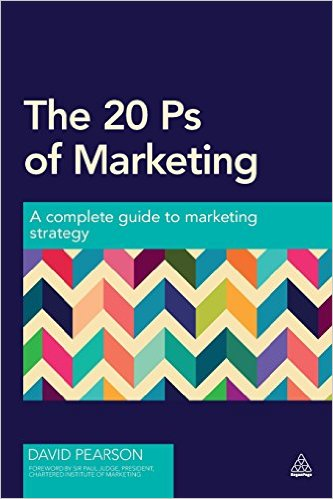 The 20 Ps
of Marketing
A complete guide to marketing
strategy
DAVID PEARSON
FOREWORD BY SIR PAUL JUDGE, PRESIDENT,
CHARTERED INSTITUTE OF MARKETING
KoganPage